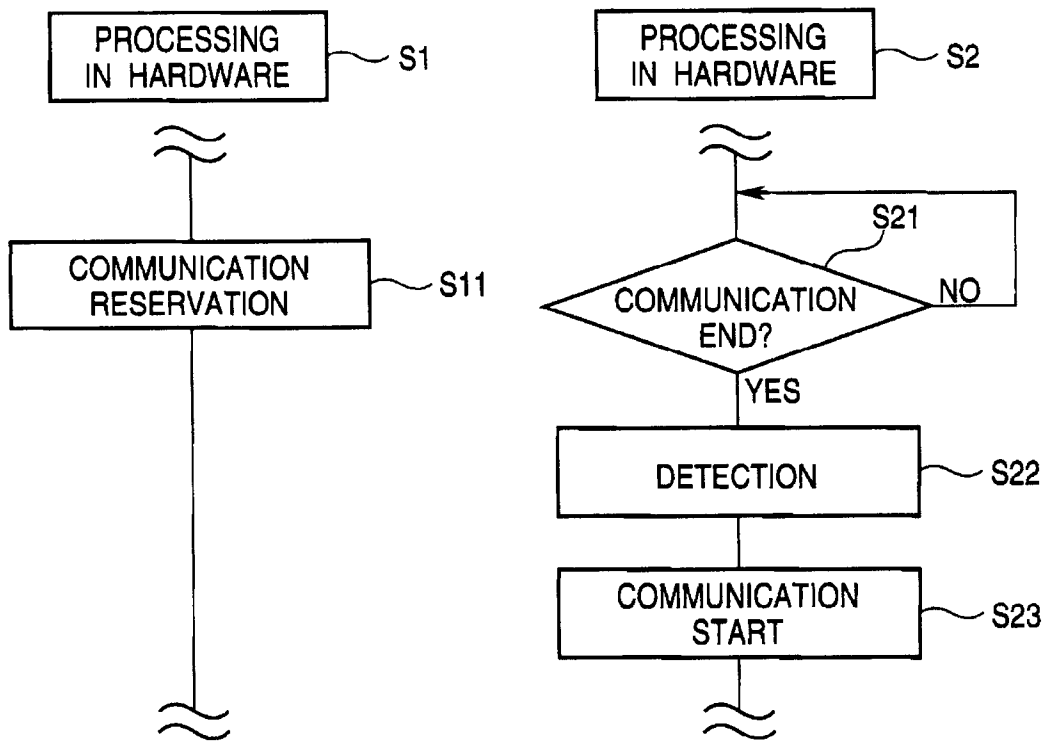 PROCESSING
IN HARDWARE
S1
COMMUNICATION
RESERVATION
S11
PROCESSING
IN HARDWARE
S2
S21
COMMUNICATION
END?
NO
YES
DETECTION
S22
COMMUNICATION
START
S23